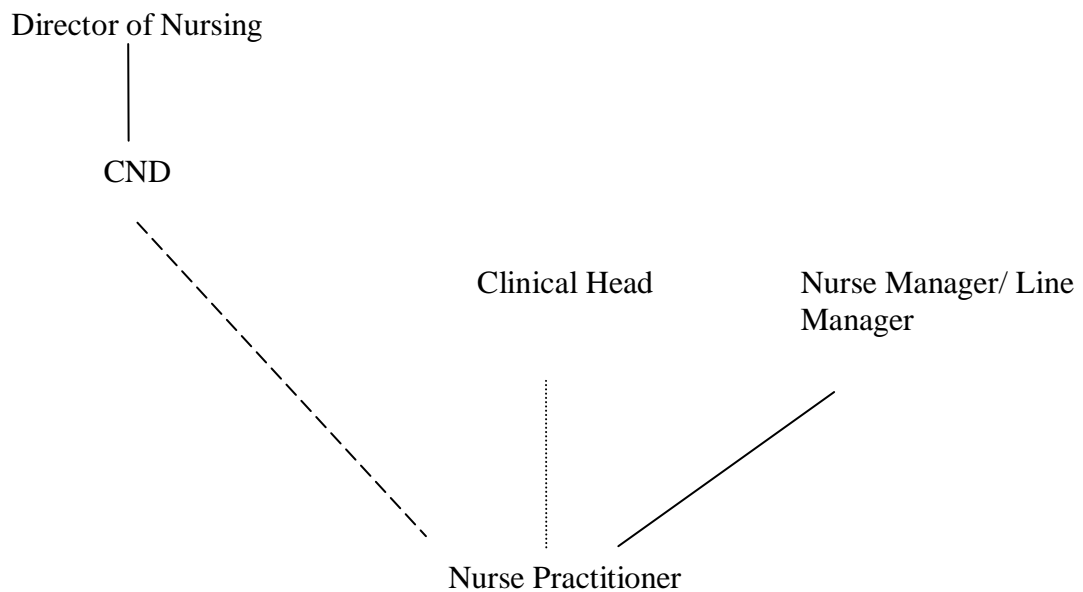 Director of Nursing
CND
Clinical Head
Nurse Manager/ Line
Manager
Nurse Practitioner